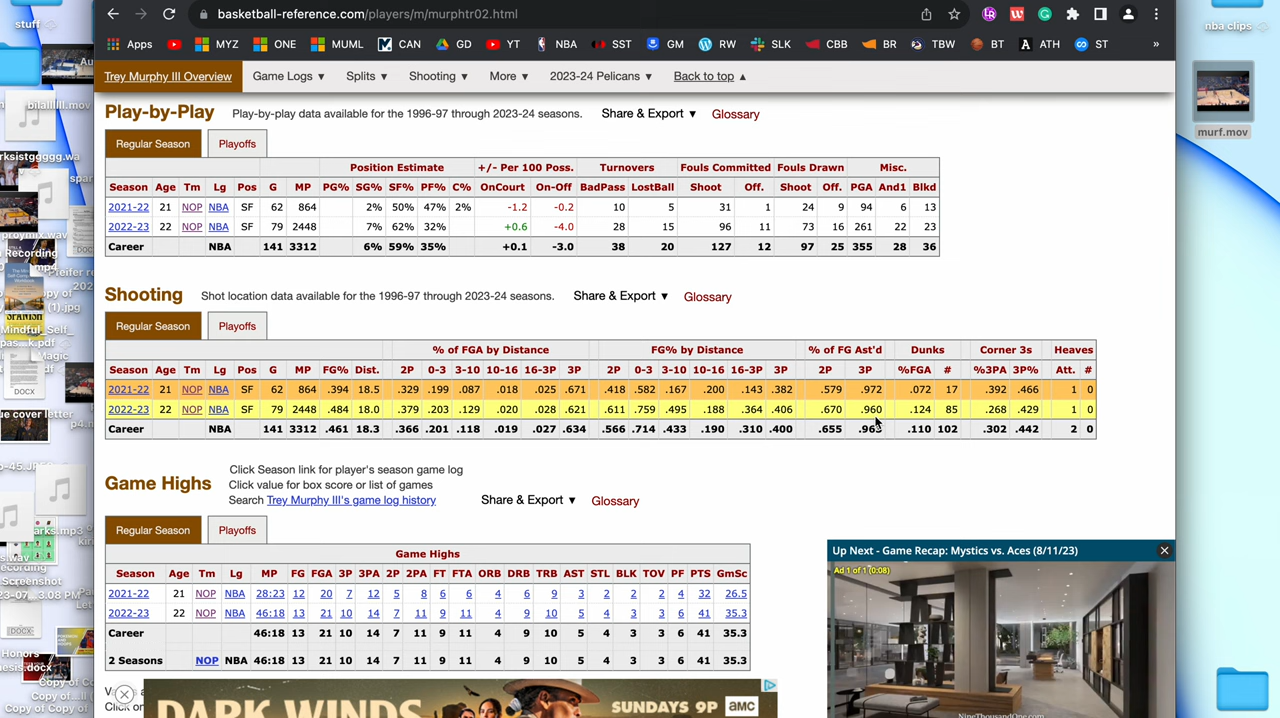 stuff
basketball-reference.com/players/m/murphtr02.html
nba clips
Apps MYZ ONE MUML CAN GD YT NBA SST GM RW SLK CBB BR TBW BT ATH ST »
Trey Murphy III Overview Game Logs ▼ Splits ▼ Shooting ▼ More ▼ 2023-24 Pelicans ▼ Back to top ▲
bilalllll.mov
murf.mov
Play-by-Play Play-by-play data available for the 1996-97 through 2023-24 seasons. Share & Export ▼ Glossary
Regular Season Playoffs
Position Estimate +/- Per 100 Poss. Turnovers Fouls Committed Fouls Drawn Misc.
Season Age Tm Lg Pos G MP PG% SG% SF% PF% C% OnCourt On-Off BadPass LostBall Shoot Off. Shoot Off. PGA And1 Blkd
2021-22 21 NOP NBA SF 62 864 2% 50% 47% 2% -1.2 -0.2 10 5 31 1 24 9 94 6 13
2022-23 22 NOP NBA SF 79 2448 7% 62% 32% +0.6 -4.0 28 15 96 11 73 16 261 22 23
Career NBA 141 3312 6% 59% 35% +0.1 -3.0 38 20 127 12 97 25 355 28 36
Shooting Shot location data available for the 1996-97 through 2023-24 seasons. Share & Export ▼ Glossary
Regular Season Playoffs
% of FGA by Distance FG% by Distance % of FG Ast'd Dunks Corner 3s Heaves
Season Age Tm Lg Pos G MP FG% Dist. 2P 0-3 3-10 10-16 16-3P 3P 2P 0-3 3-10 10-16 16-3P 3P 2P 3P %FGA # %3PA 3P% Att. #
2021-22 21 NOP NBA SF 62 864 .394 18.5 .329 .199 .087 .018 .025 .671 .418 .582 .167 .200 .143 .382 .579 .972 .072 17 .392 .466 1 0
2022-23 22 NOP NBA SF 79 2448 .484 18.0 .379 .203 .129 .020 .028 .621 .611 .759 .495 .188 .364 .406 .670 .960 .124 85 .268 .429 1 0
Career NBA 141 3312 .461 18.3 .366 .201 .118 .019 .027 .634 .566 .714 .433 .190 .310 .400 .655 .963 .110 102 .302 .442 2 0
Game Highs Click Season link for player's season game log
Click value for box score or list of games
Search Trey Murphy III's game log history Share & Export ▼ Glossary
Regular Season Playoffs
Game Highs
Season Age Tm Lg MP FG FGA 3P 3PA 2P 2PA FT FTA ORB DRB TRB AST STL BLK TOV PF PTS GmSc
2021-22 21 NOP NBA 28:23 12 20 7 12 5 8 6 6 4 6 9 3 2 2 2 4 32 26.5
2022-23 22 NOP NBA 46:18 13 21 10 14 7 11 9 11 4 9 10 5 4 3 3 6 41 35.3
Career 46:18 13 21 10 14 7 11 9 11 4 9 10 5 4 3 3 6 41 35.3
2 Seasons NOP NBA 46:18 13 21 10 14 7 11 9 11 4 9 10 5 4 3 3 6 41 35.3
Up Next - Game Recap: Mystics vs. Aces (8/11/23)
Ad 1 of 1 (0:08)
NineThousandOne.com
DARK WINDS SUNDAYS 9P amc
DOCX
SPANISH
Magic
DOCX
Screenshot
DOCX
Honors
Copy of
Copy of